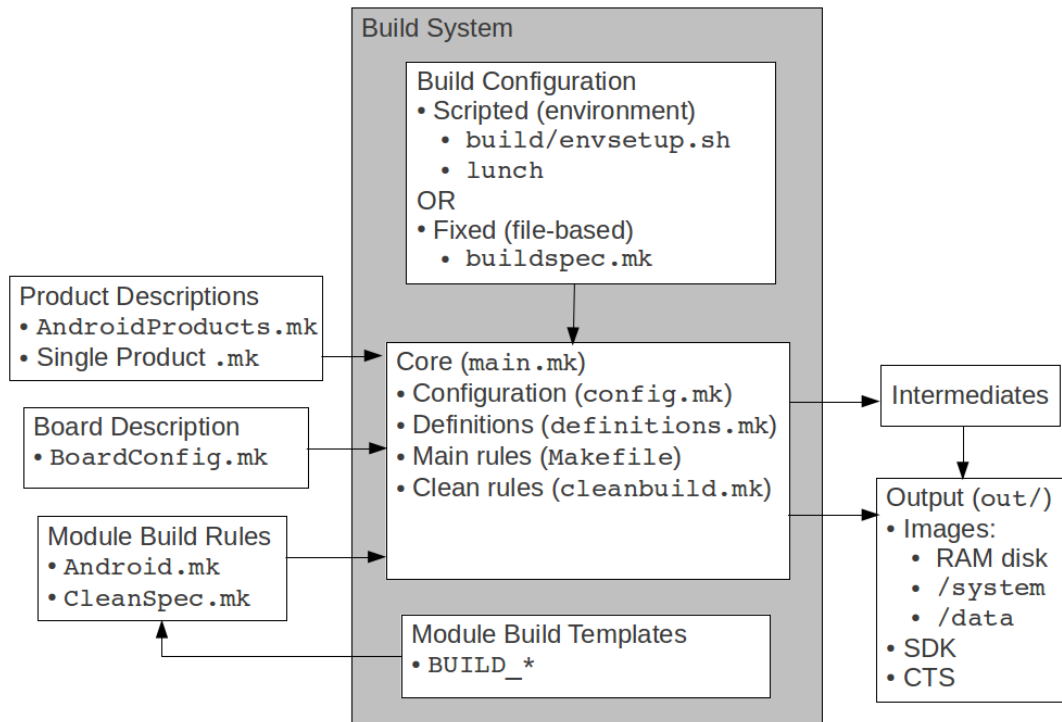 Build System
Build Configuration
• Scripted (environment)
• build/envsetup.sh
• lunch
OR
• Fixed (file-based)
• buildspec.mk
Product Descriptions
• AndroidProducts.mk
• Single Product .mk
Board Description
• BoardConfig.mk
Module Build Rules
• Android.mk
• CleanSpec.mk
Core (main.mk)
• Configuration (config.mk)
• Definitions (definitions.mk)
• Main rules (Makefile)
• Clean rules (cleanbuild.mk)
Module Build Templates
• BUILD_*
Intermediates
Output (out/)
• Images:
• RAM disk
• /system
• /data
• SDK
• CTS